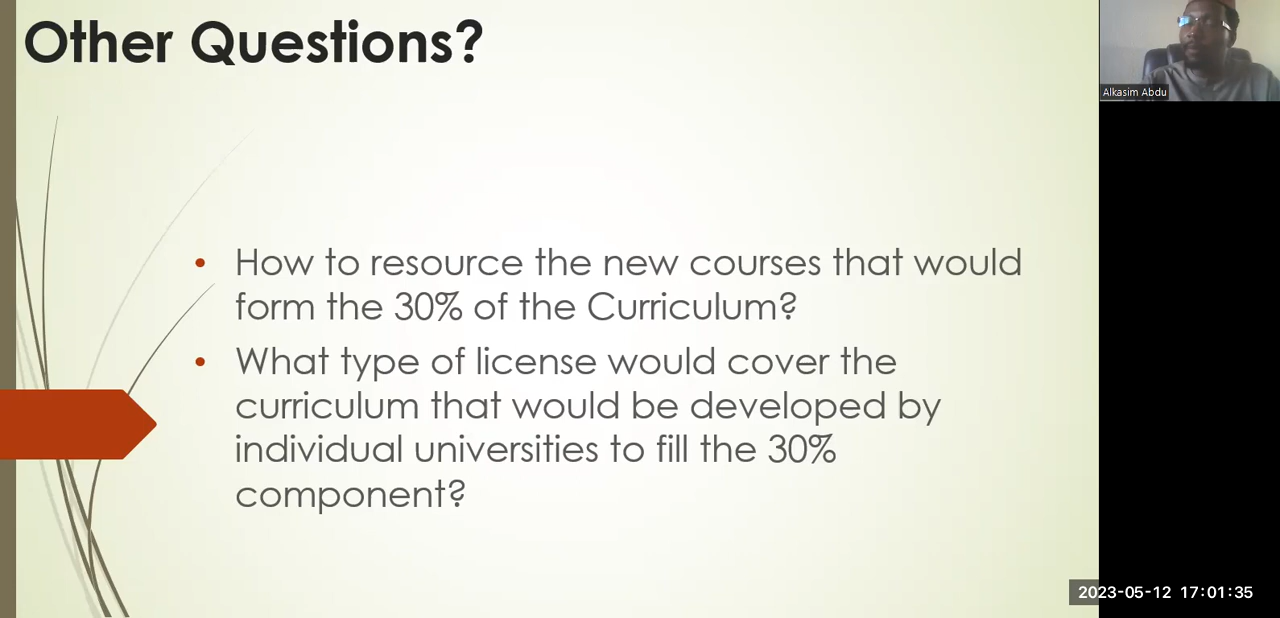 Other Questions?
Alkasim Abdu
• How to resource the new courses that would
form the 30% of the Curriculum?
• What type of license would cover the
curriculum that would be developed by
individual universities to fill the 30%
component?
2023-05-12 17:01:35